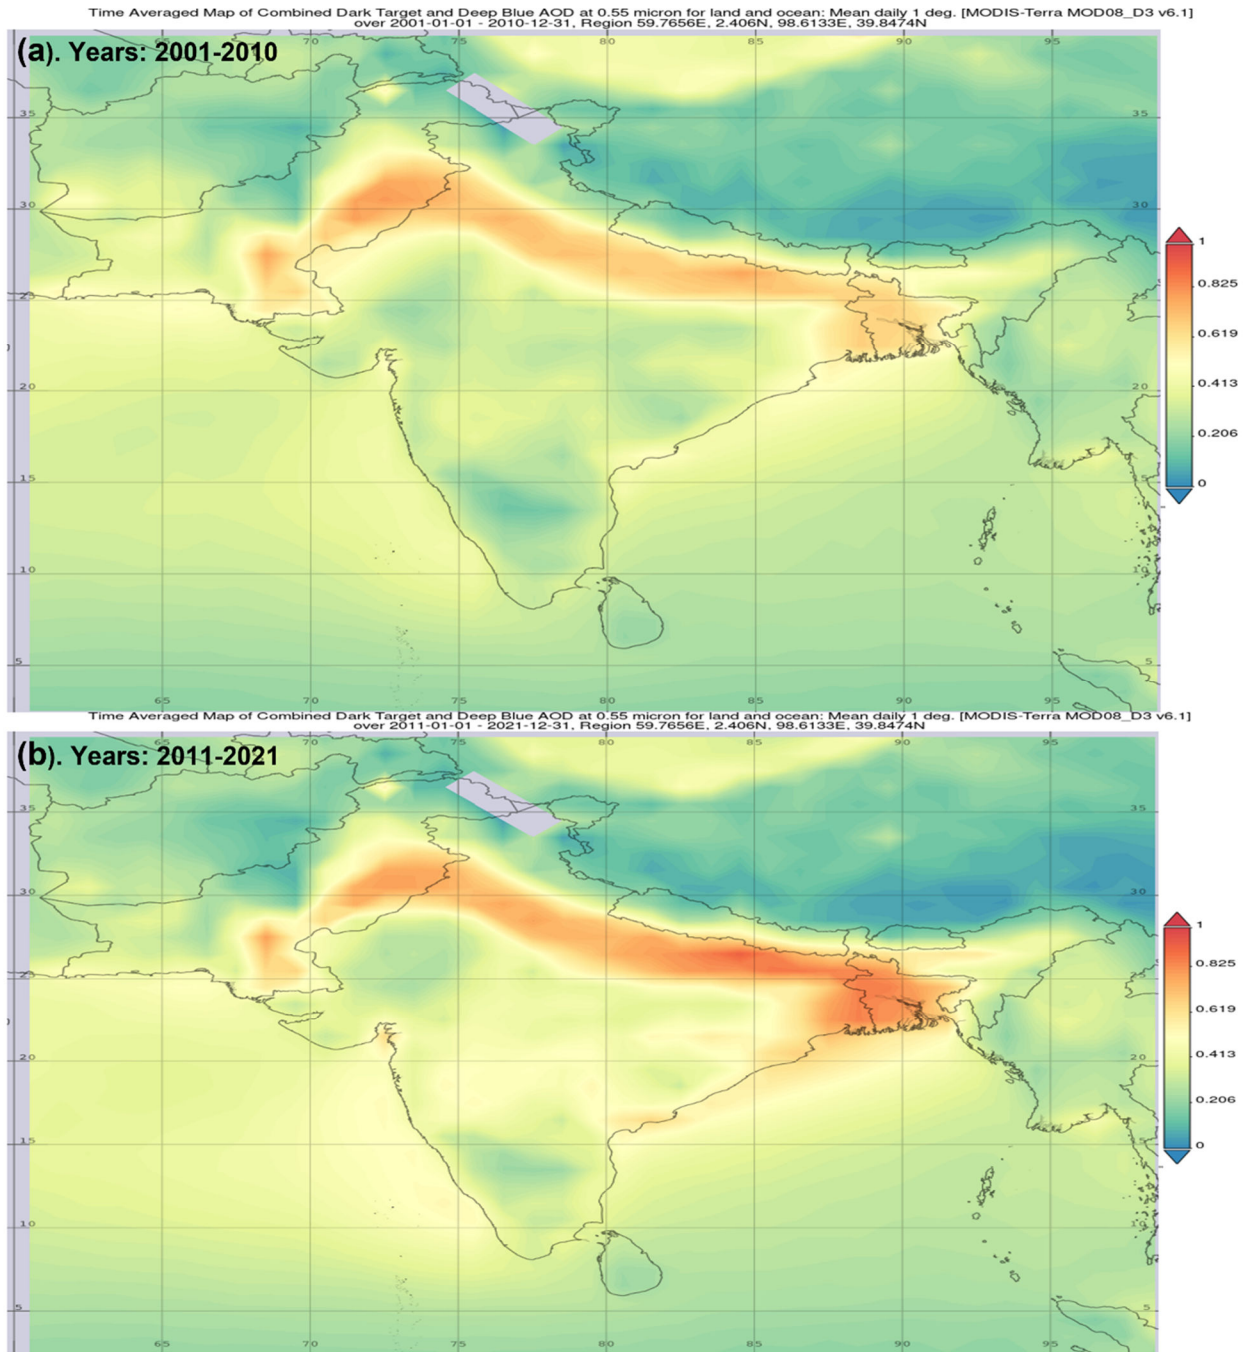 Time Averaged Map of Combined Dark Target and Deep Blue AOD at 0.55 micron for land and ocean: Mean daily 1 deg. [MODIS-Terra MOD08_D3 v6.1]
over 2001-01-01 - 2010-12-31, Region 59.7656E, 2.406N, 98.6133E, 39.8474N
(a). Years: 2001-2010
75 80 85 90 95
35 35
30 30
25
20 20
15 15
10 10
5 5
65 70 75 80 85 90 95
1
0.825
0.619
0.413
0.206
0
Time Averaged Map of Combined Dark Target and Deep Blue AOD at 0.55 micron for land and ocean: Mean daily 1 deg. [MODIS-Terra MOD08_D3 v6.1]
over 2011-01-01 - 2021-12-31, Region 59.7656E, 2.406N, 98.6133E, 39.8474N
(b). Years: 2011-2021
75 80 85 90 95
35 35
30 30
25
20 20
15 15
10 10
5 5
65 70 75 80 85 90 95
1
0.825
0.619
0.413
0.206
0